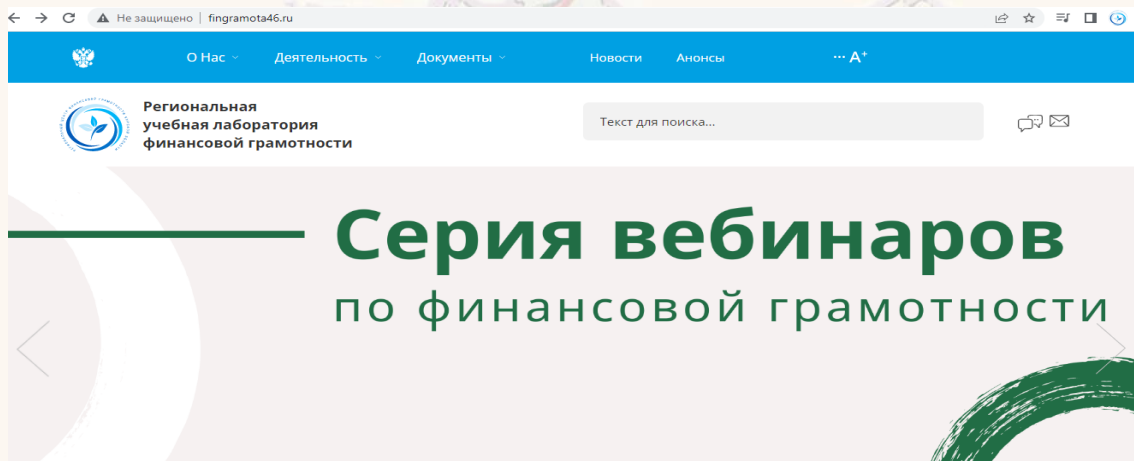 Не защищено | fingramota46.ru
О Нас Деятельность Документы Новости Анонсы ··· A+
Региональная
учебная лаборатория
финансовой грамотности
Текст для поиска...
Серия вебинаров
по финансовой грамотности